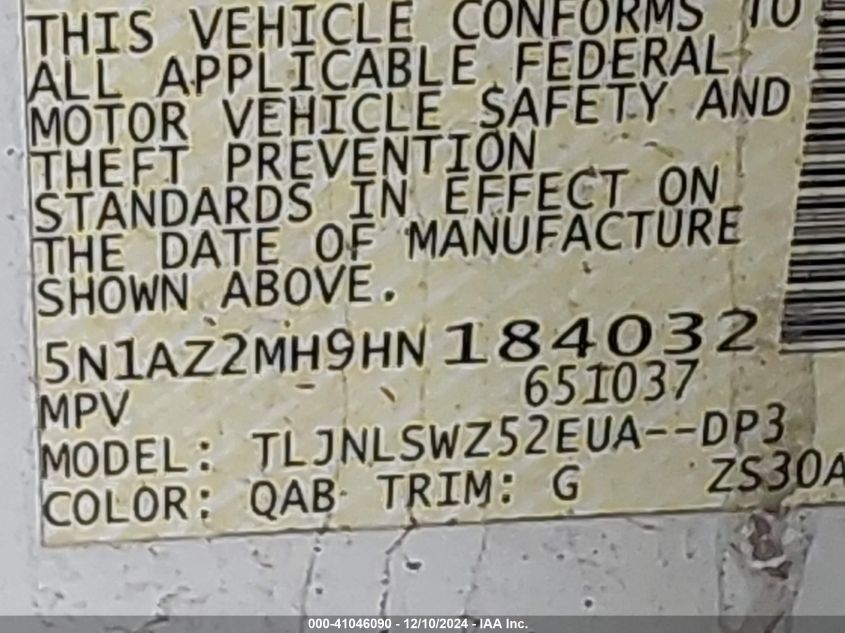 THIS VEHICLE CONFORMS TO
ALL APPLICABLE FEDERAL
MOTOR VEHICLE SAFETY AND
THEFT PREVENTION
STANDARDS IN EFFECT ON
THE DATE OF MANUFACTURE
SHOWN ABOVE.
5N1AZ2MH9HN184032
651037
MPV
MODEL: TLJNLSWZ52EUA--DP3
COLOR: QAB TRIM: G ZS30A
000-41046090 - 12/10/2024 - IAA Inc.